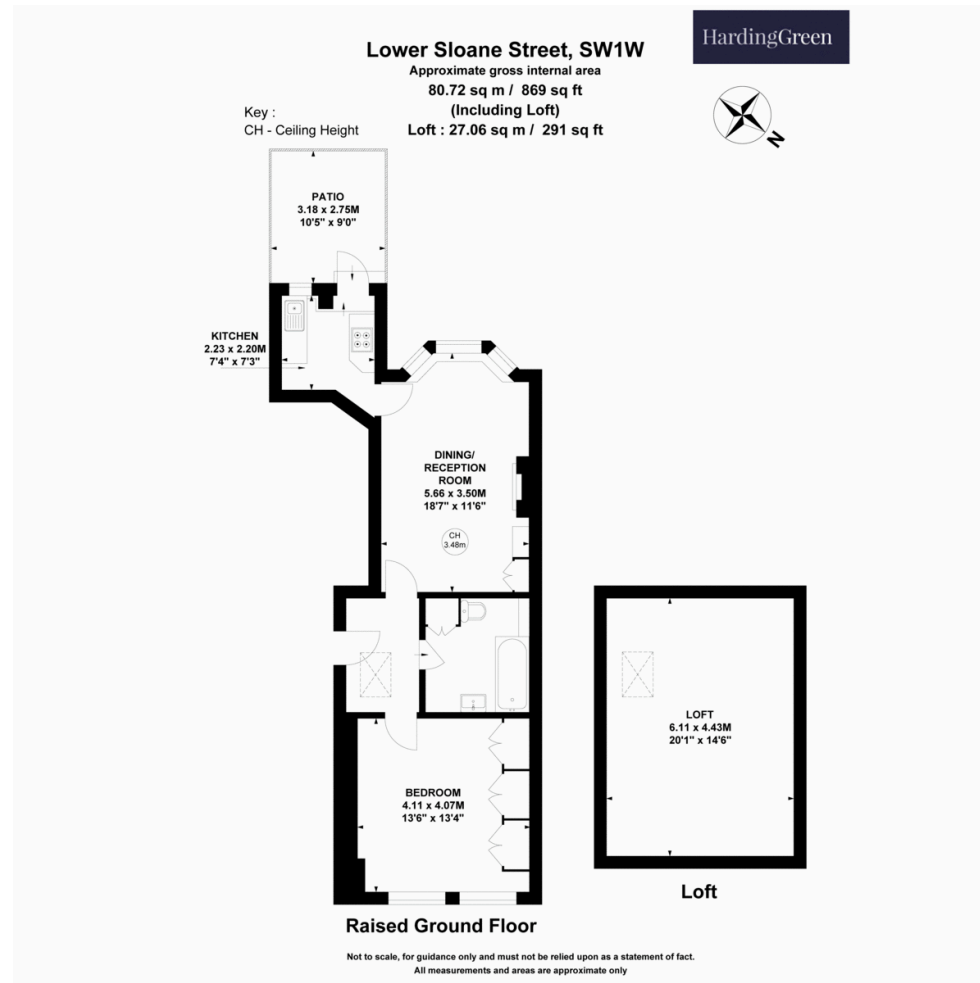 HardingGreen
Lower Sloane Street, SW1W
Approximate gross internal area
80.72 sq m / 869 sq ft
(Including Loft)
Loft : 27.06 sq m / 291 sq ft
Key :
CH - Ceiling Height
N
PATIO
3.18 x 2.75M
10'5" x 9'0"
KITCHEN
2.23 x 2.20M
7'4" x 7'3"
DINING/
RECEPTION
ROOM
5.66 x 3.50M
18'7" x 11'6"
CH
3.48m
LOFT
6.11 x 4.43M
20'1" x 14'6"
BEDROOM
4.11 x 4.07M
13'6" x 13'4"
Loft
Raised Ground Floor
Not to scale, for guidance only and must not be relied upon as a statement of fact.
All measurements and areas are approximate only